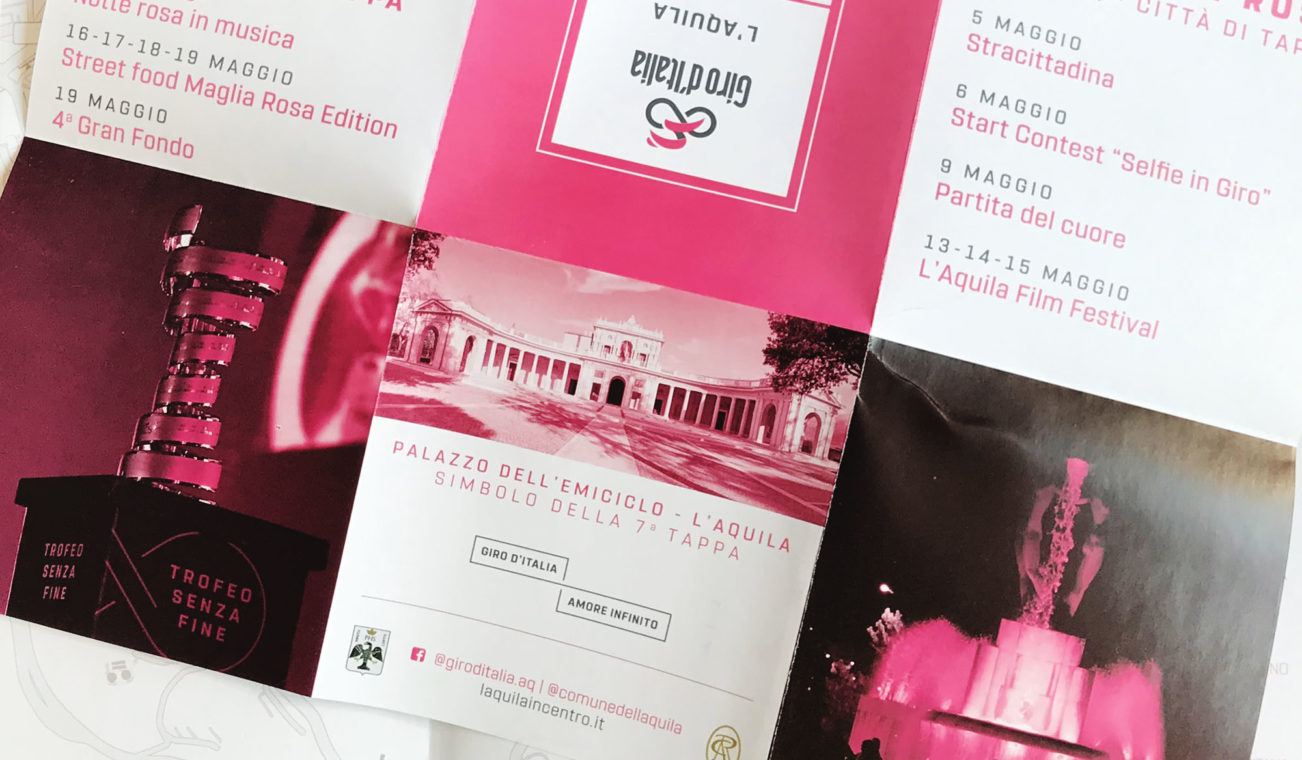 TAPPA
Notte rosa in musica
16-17-18-19 MAGGIO
Street food Maglia Rosa Edition
19 MAGGIO
4ª Gran Fondo
L'AQUILA
Giro d'Italia
CITTÀ DI
5 MAGGIO
Stracittadina
6 MAGGIO
Start Contest “Selfie in Giro”
9 MAGGIO
Partita del cuore
13-14-15 MAGGIO
L'Aquila Film Festival
TROFEO
SENZA
FINE
TROFEO
SENZA
FINE
PALAZZO DELL'EMICICLO - L'AQUILA
SIMBOLO DELLA 7ª TAPPA
GIRO D'ITALIA
AMORE INFINITO
@giroditalia.aq | @comunedellaquila
laquilaincentro.it